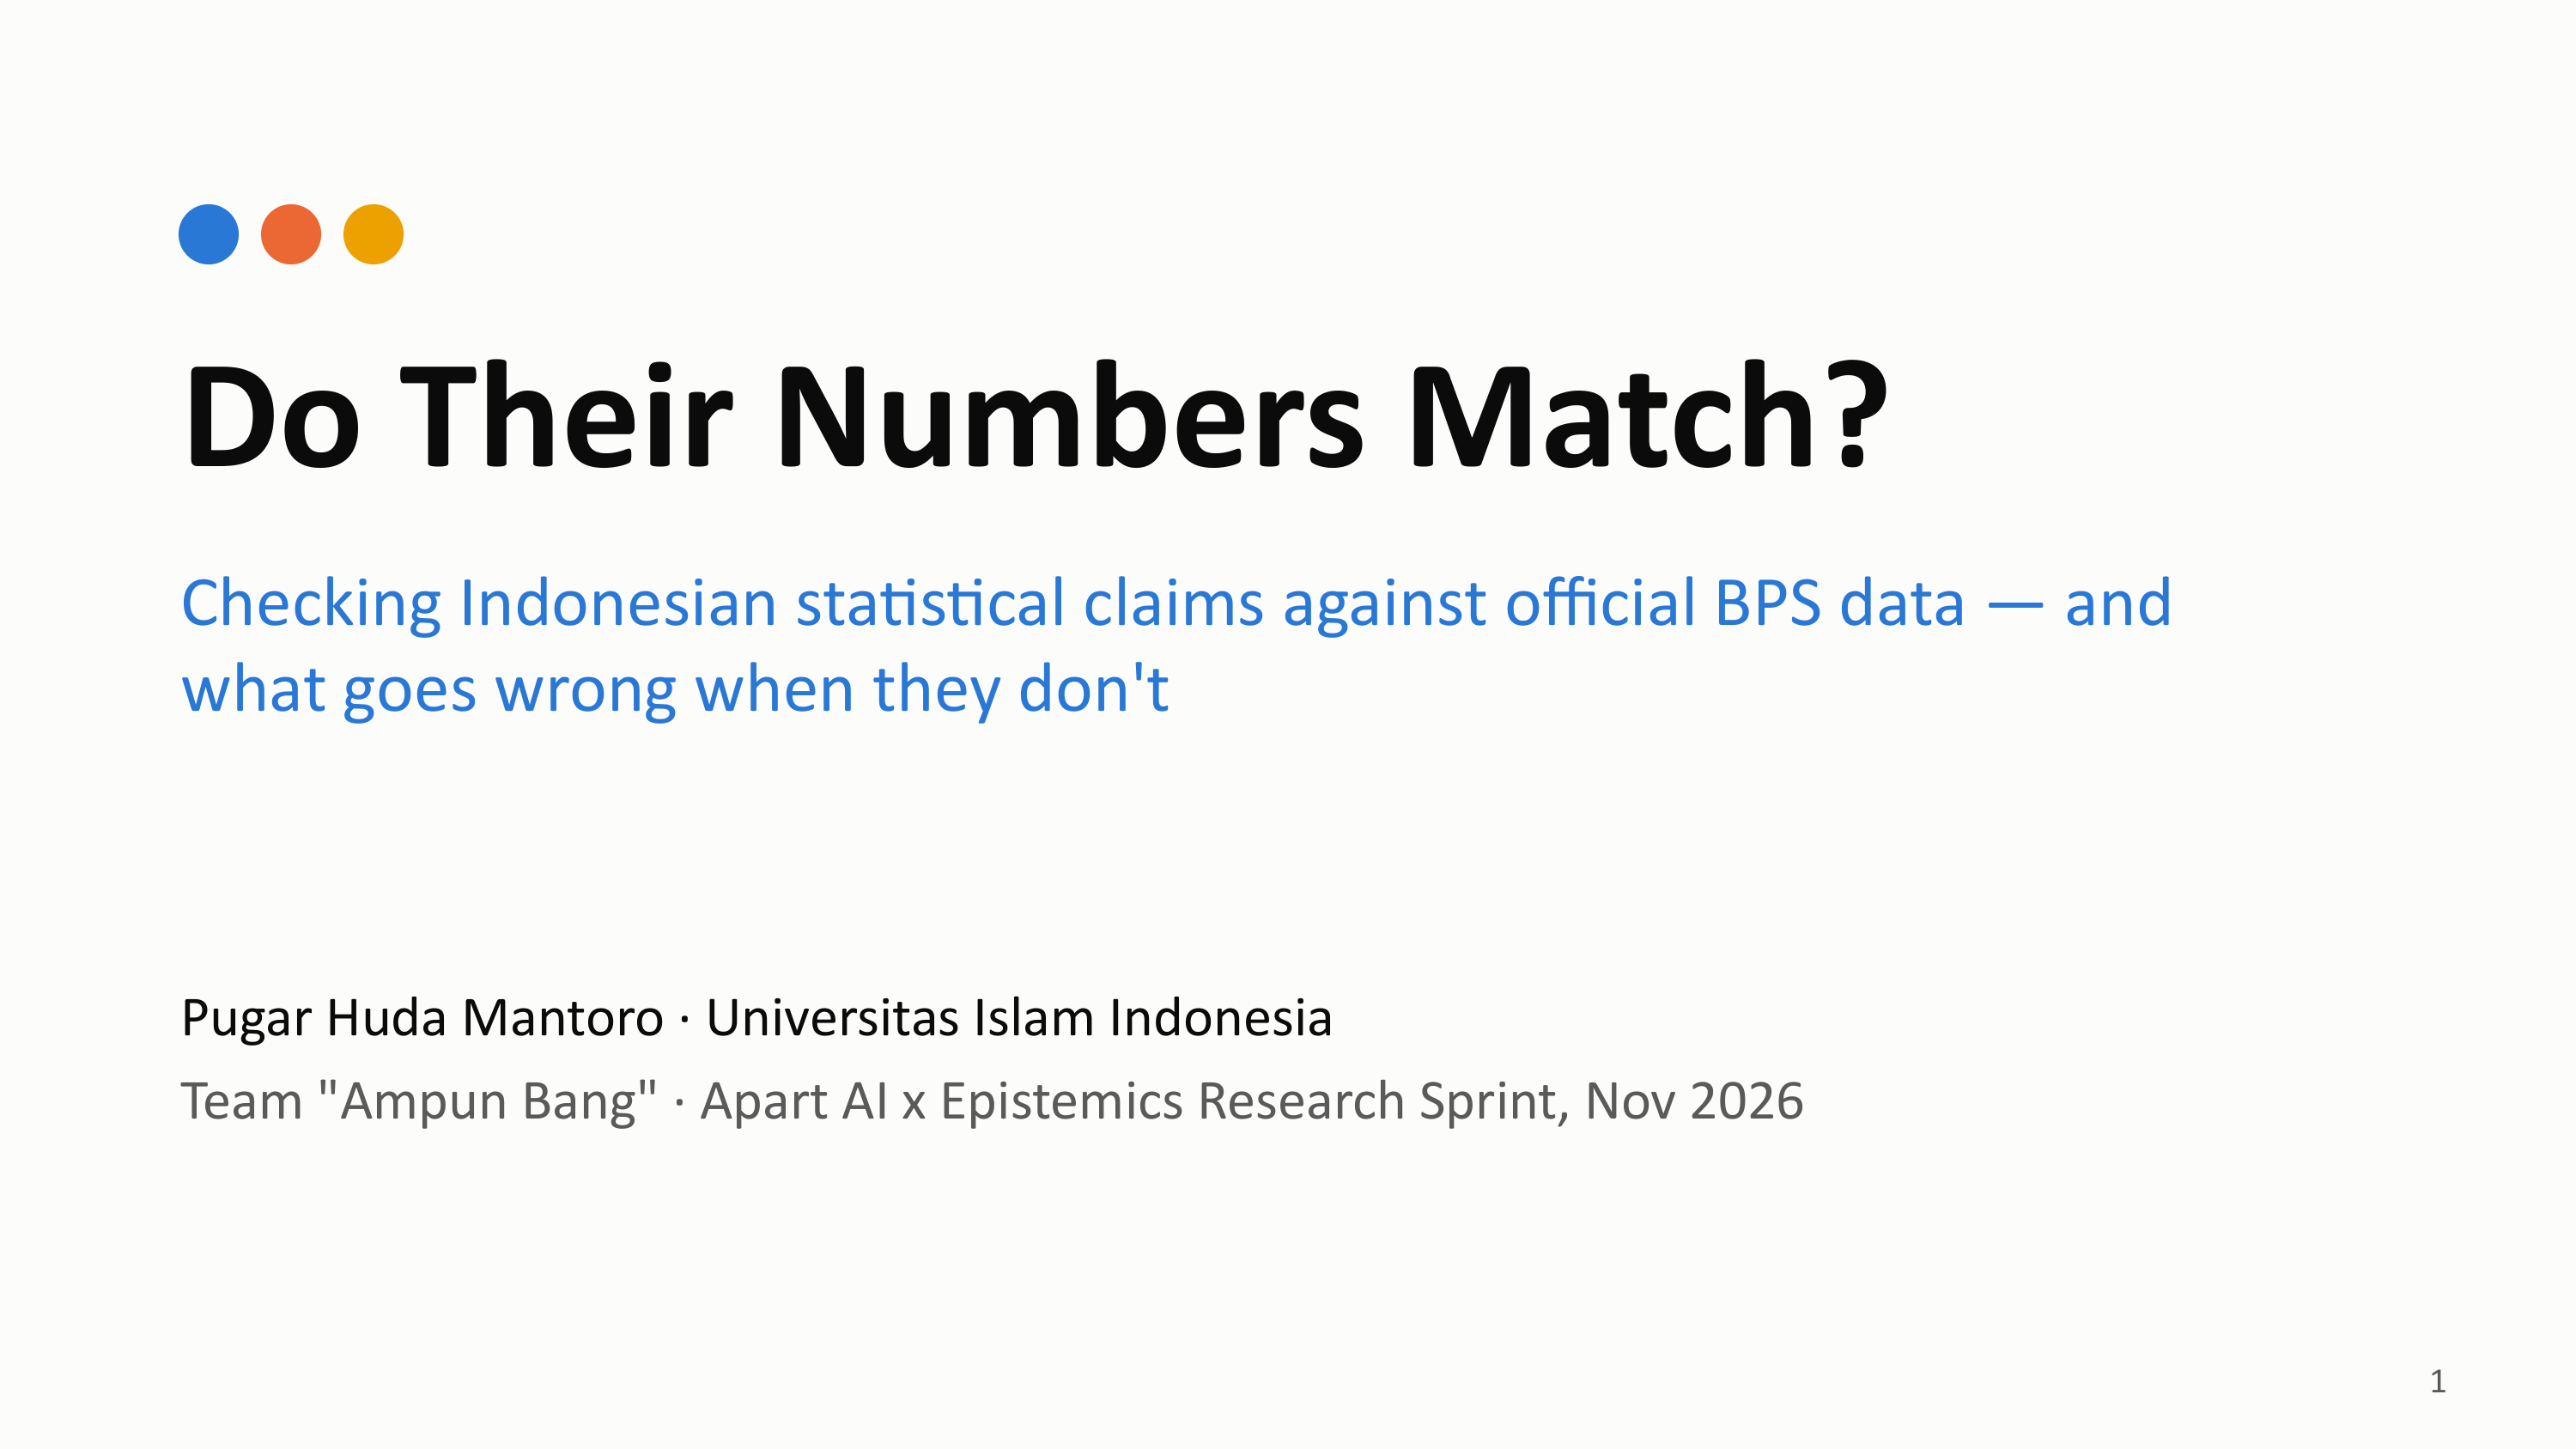 Do Their Numbers Match?
Checking Indonesian statistical claims against official BPS data — and
what goes wrong when they don't
Pugar Huda Mantoro · Universitas Islam Indonesia
Team "Ampun Bang" · Apart AI x Epistemics Research Sprint, Nov 2026
1